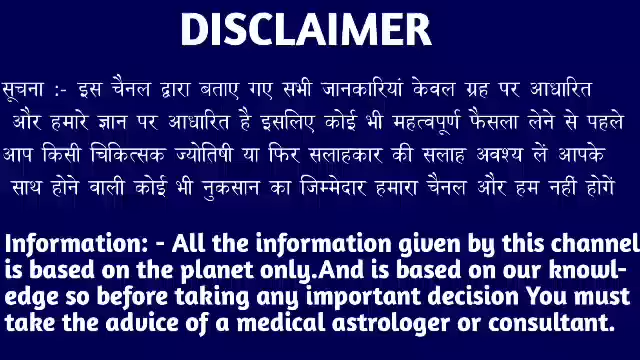 DISCLAIMER
सूचना :- इस चैनल द्वारा बताए गए सभी जानकारियां केवल ग्रह पर आधारित
और हमारे ज्ञान पर आधारित है इसलिए कोई भी महत्वपूर्ण फैसला लेने से पहले
आप किसी चिकित्सक ज्योतिषी या फिर सलाहकार की सलाह अवश्य लें आपके
साथ होने वाली कोई भी नुकसान का जिम्मेदार हमारा चैनल और हम नहीं होगें
Information: - All the information given by this channel
is based on the planet only.And is based on our knowl-
edge so before taking any important decision You must
take the advice of a medical astrologer or consultant.